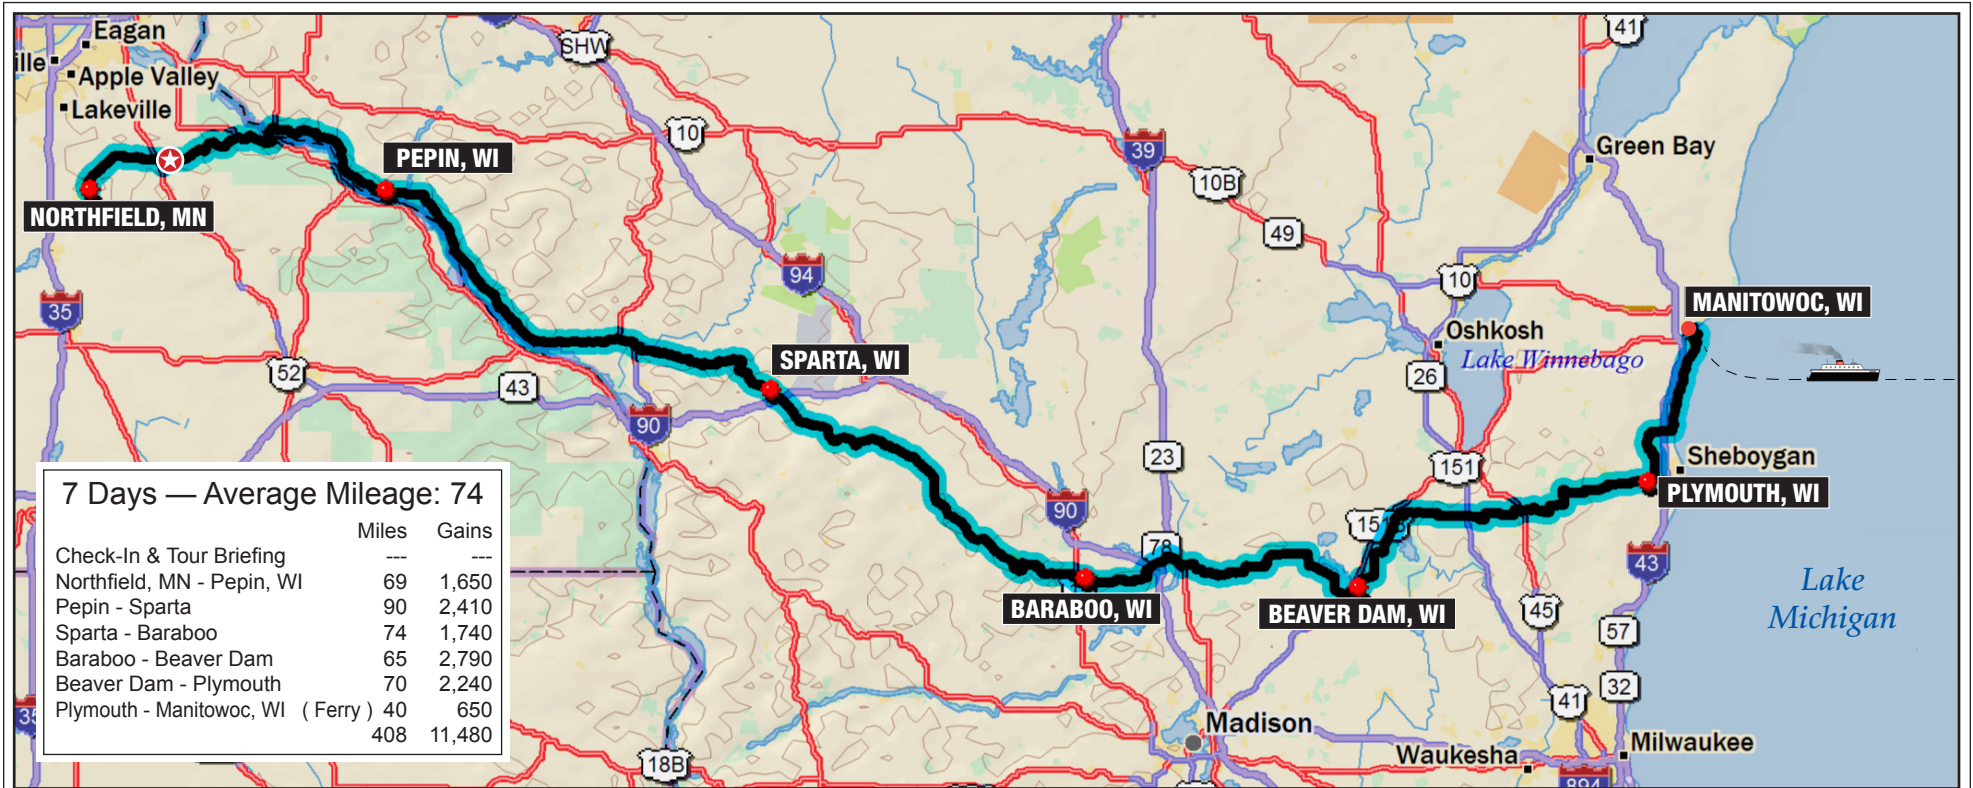 Eagan
ille
Apple Valley
Lakeville
SHW
41
10
39
Green Bay
PEPIN, WI
10B
NORTHFIELD, MN
49
94
10
35
MANITOWOC, WI
Oshkosh
Lake Winnebago
SPARTA, WI
52
43
26
90
23
151
Sheboygan
PLYMOUTH, WI
90
151B
78
43
Lake
Michigan
BARABOO, WI
BEAVER DAM, WI
45
57
32
41
Madison
Milwaukee
Waukesha
18B
894
35
7 Days — Average Mileage: 74
Miles Gains
Check-In & Tour Briefing --- ---
Northfield, MN - Pepin, WI 69 1,650
Pepin - Sparta 90 2,410
Sparta - Baraboo 74 1,740
Baraboo - Beaver Dam 65 2,790
Beaver Dam - Plymouth 70 2,240
Plymouth - Manitowoc, WI ( Ferry ) 40 650
408 11,480